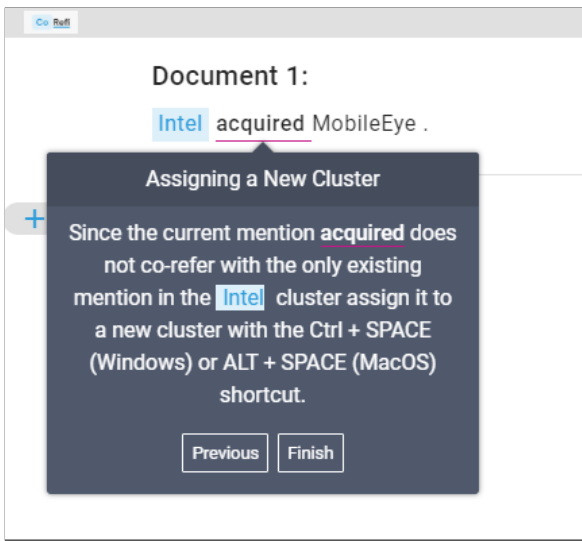 Co Refi
Document 1:
Intel acquired MobileEye .
Assigning a New Cluster
Since the current mention acquired does
not co-refer with the only existing
mention in the Intel cluster assign it to
a new cluster with the Ctrl + SPACE
(Windows) or ALT + SPACE (MacOS)
shortcut.
+
Previous Finish